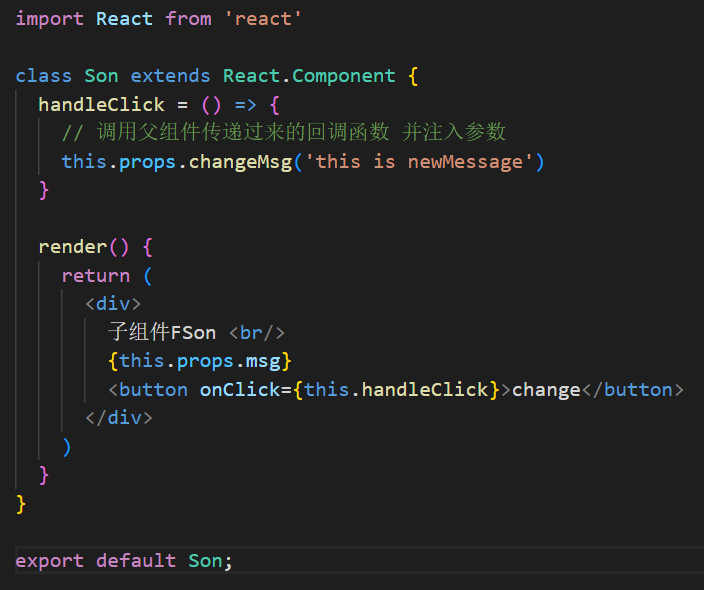 import React from 'react'
class Son extends React.Component {
handleClick = () => {
// 调用父组件传递过来的回调函数 并注入参数
this.props.changeMsg('this is newMessage')
}
render() {
return (
<div>
子组件FSon <br/>
{this.props.msg}
<button onClick={this.handleClick}>change</button>
</div>
)
}
}
export default Son;